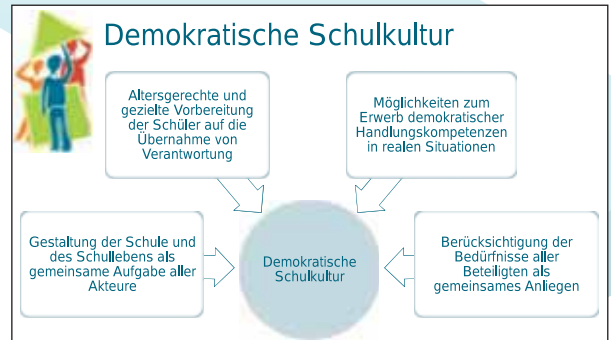 Demokratische Schulkultur
Altersgerechte und
gezielte Vorbereitung
der Schüler auf die
Übernahme von
Verantwortung
Möglichkeiten zum
Erwerb demokratischer
Handlungskompetenzen
in realen Situationen
Gestaltung der Schule und
des Schullebens als
gemeinsame Aufgabe aller
Akteure
Demokratische
Schulkultur
Berücksichtigung der
Bedürfnisse aller
Beteiligten als
gemeinsames Anliegen